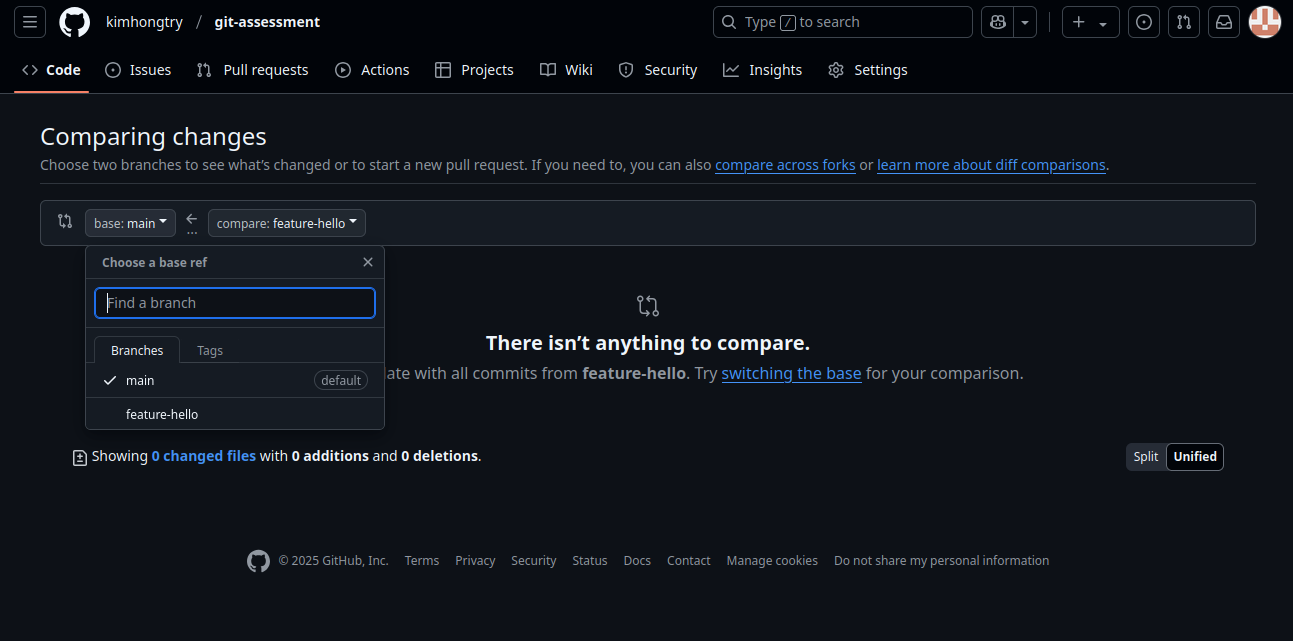 kimhongtry / git-assessment
Type / to search
Code Issues Pull requests Actions Projects Wiki Security Insights Settings
Comparing changes
Choose two branches to see what's changed or to start a new pull request. If you need to, you can also compare across forks or learn more about diff comparisons.
base: main ... compare: feature-hello
Choose a base ref
Find a branch
There isn't anything to compare.
Branches Tags
ate with all commits from feature-hello. Try switching the base for your comparison.
main default
feature-hello
Showing 0 changed files with 0 additions and 0 deletions.
Split Unified
© 2025 GitHub, Inc. Terms Privacy Security Status Docs Contact Manage cookies Do not share my personal information